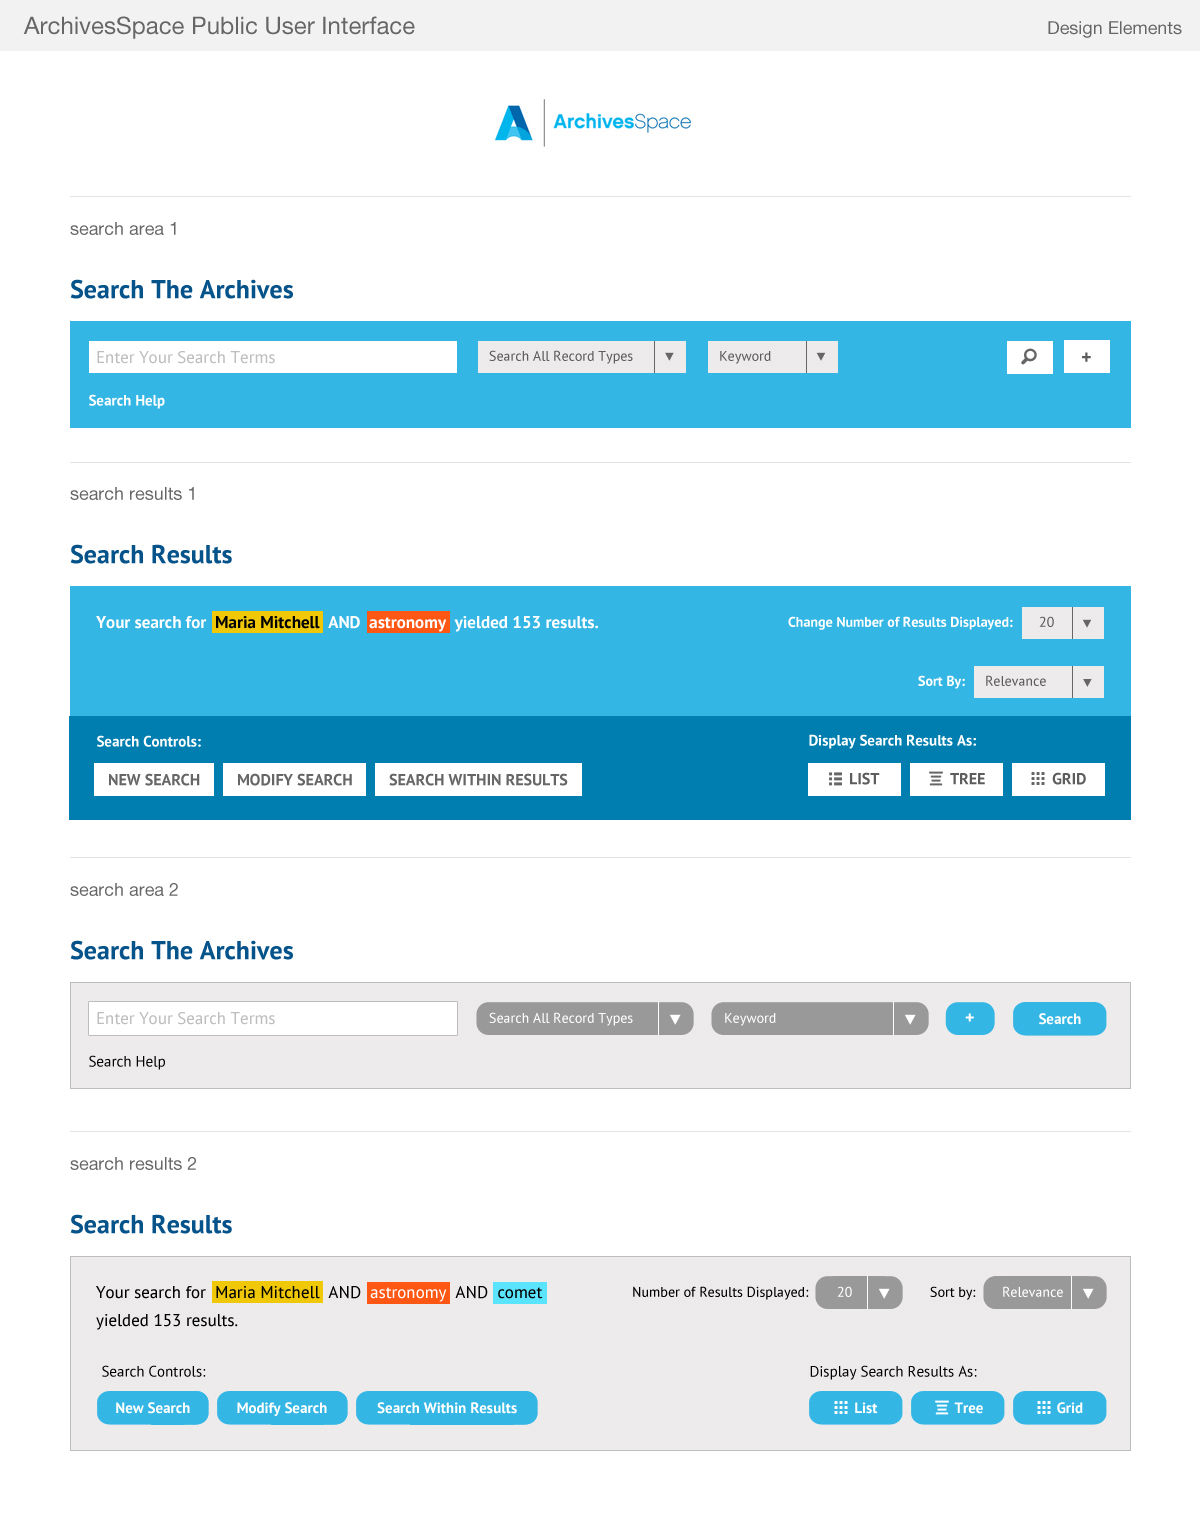 ArchivesSpace Public User Interface
Design Elements
ArchivesSpace
search area 1
Search The Archives
Enter Your Search Terms
Search All Record Types ▼
Keyword ▼
+
Search Help
search results 1
Search Results
Your search for Maria Mitchell AND astronomy yielded 153 results.
Change Number of Results Displayed: 20 ▼
Sort By: Relevance ▼
Search Controls:
Display Search Results As:
NEW SEARCH MODIFY SEARCH SEARCH WITHIN RESULTS
LIST TREE GRID
search area 2
Search The Archives
Enter Your Search Terms
Search All Record Types ▼
Keyword ▼
+
Search
Search Help
search results 2
Search Results
Your search for Maria Mitchell AND astronomy AND comet
yielded 153 results.
Number of Results Displayed: 20 ▼
Sort by: Relevance ▼
Search Controls:
Display Search Results As:
New Search Modify Search Search Within Results
List Tree Grid